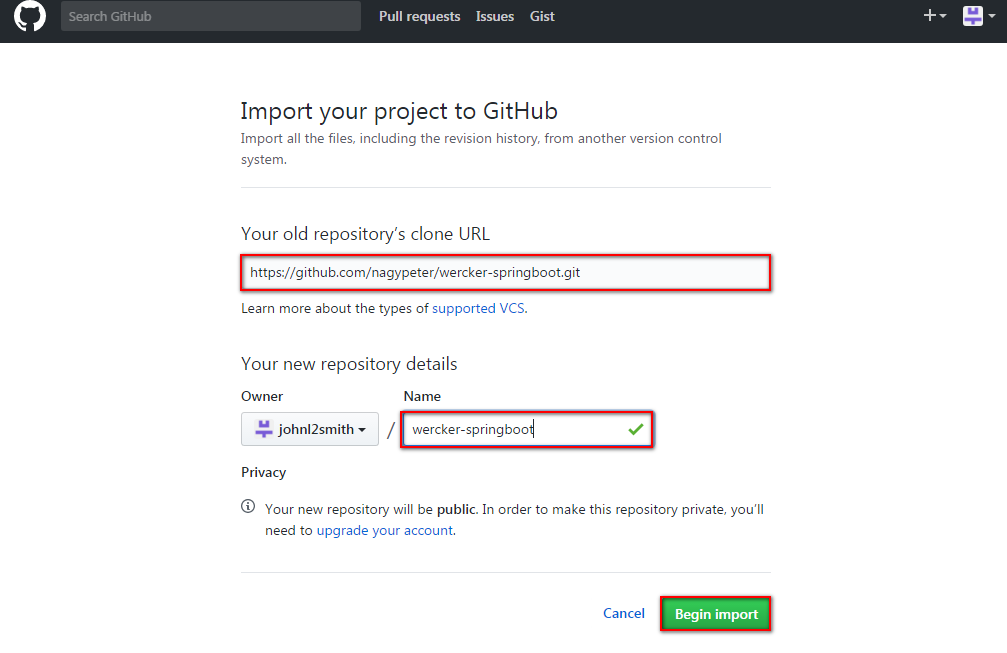 Search GitHub Pull requests Issues Gist
Import your project to GitHub
Import all the files, including the revision history, from another version control
system.
Your old repository's clone URL
https://github.com/nagypeter/wercker-springboot.git
Learn more about the types of supported VCS.
Your new repository details
Owner Name
johnl2smith / wercker-springboot
Privacy
Your new repository will be public. In order to make this repository private, you'll
need to upgrade your account.
Cancel Begin import